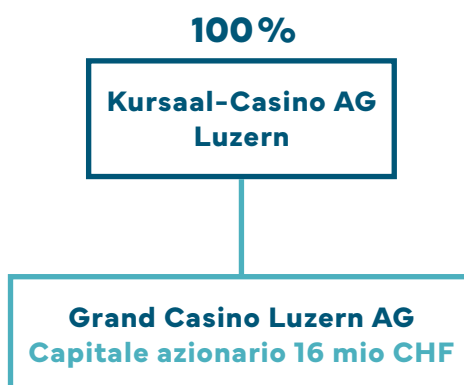 100%
Kursaal-Casino AG
Luzern
Grand Casino Luzern AG
Capitale azionario 16 mio CHF